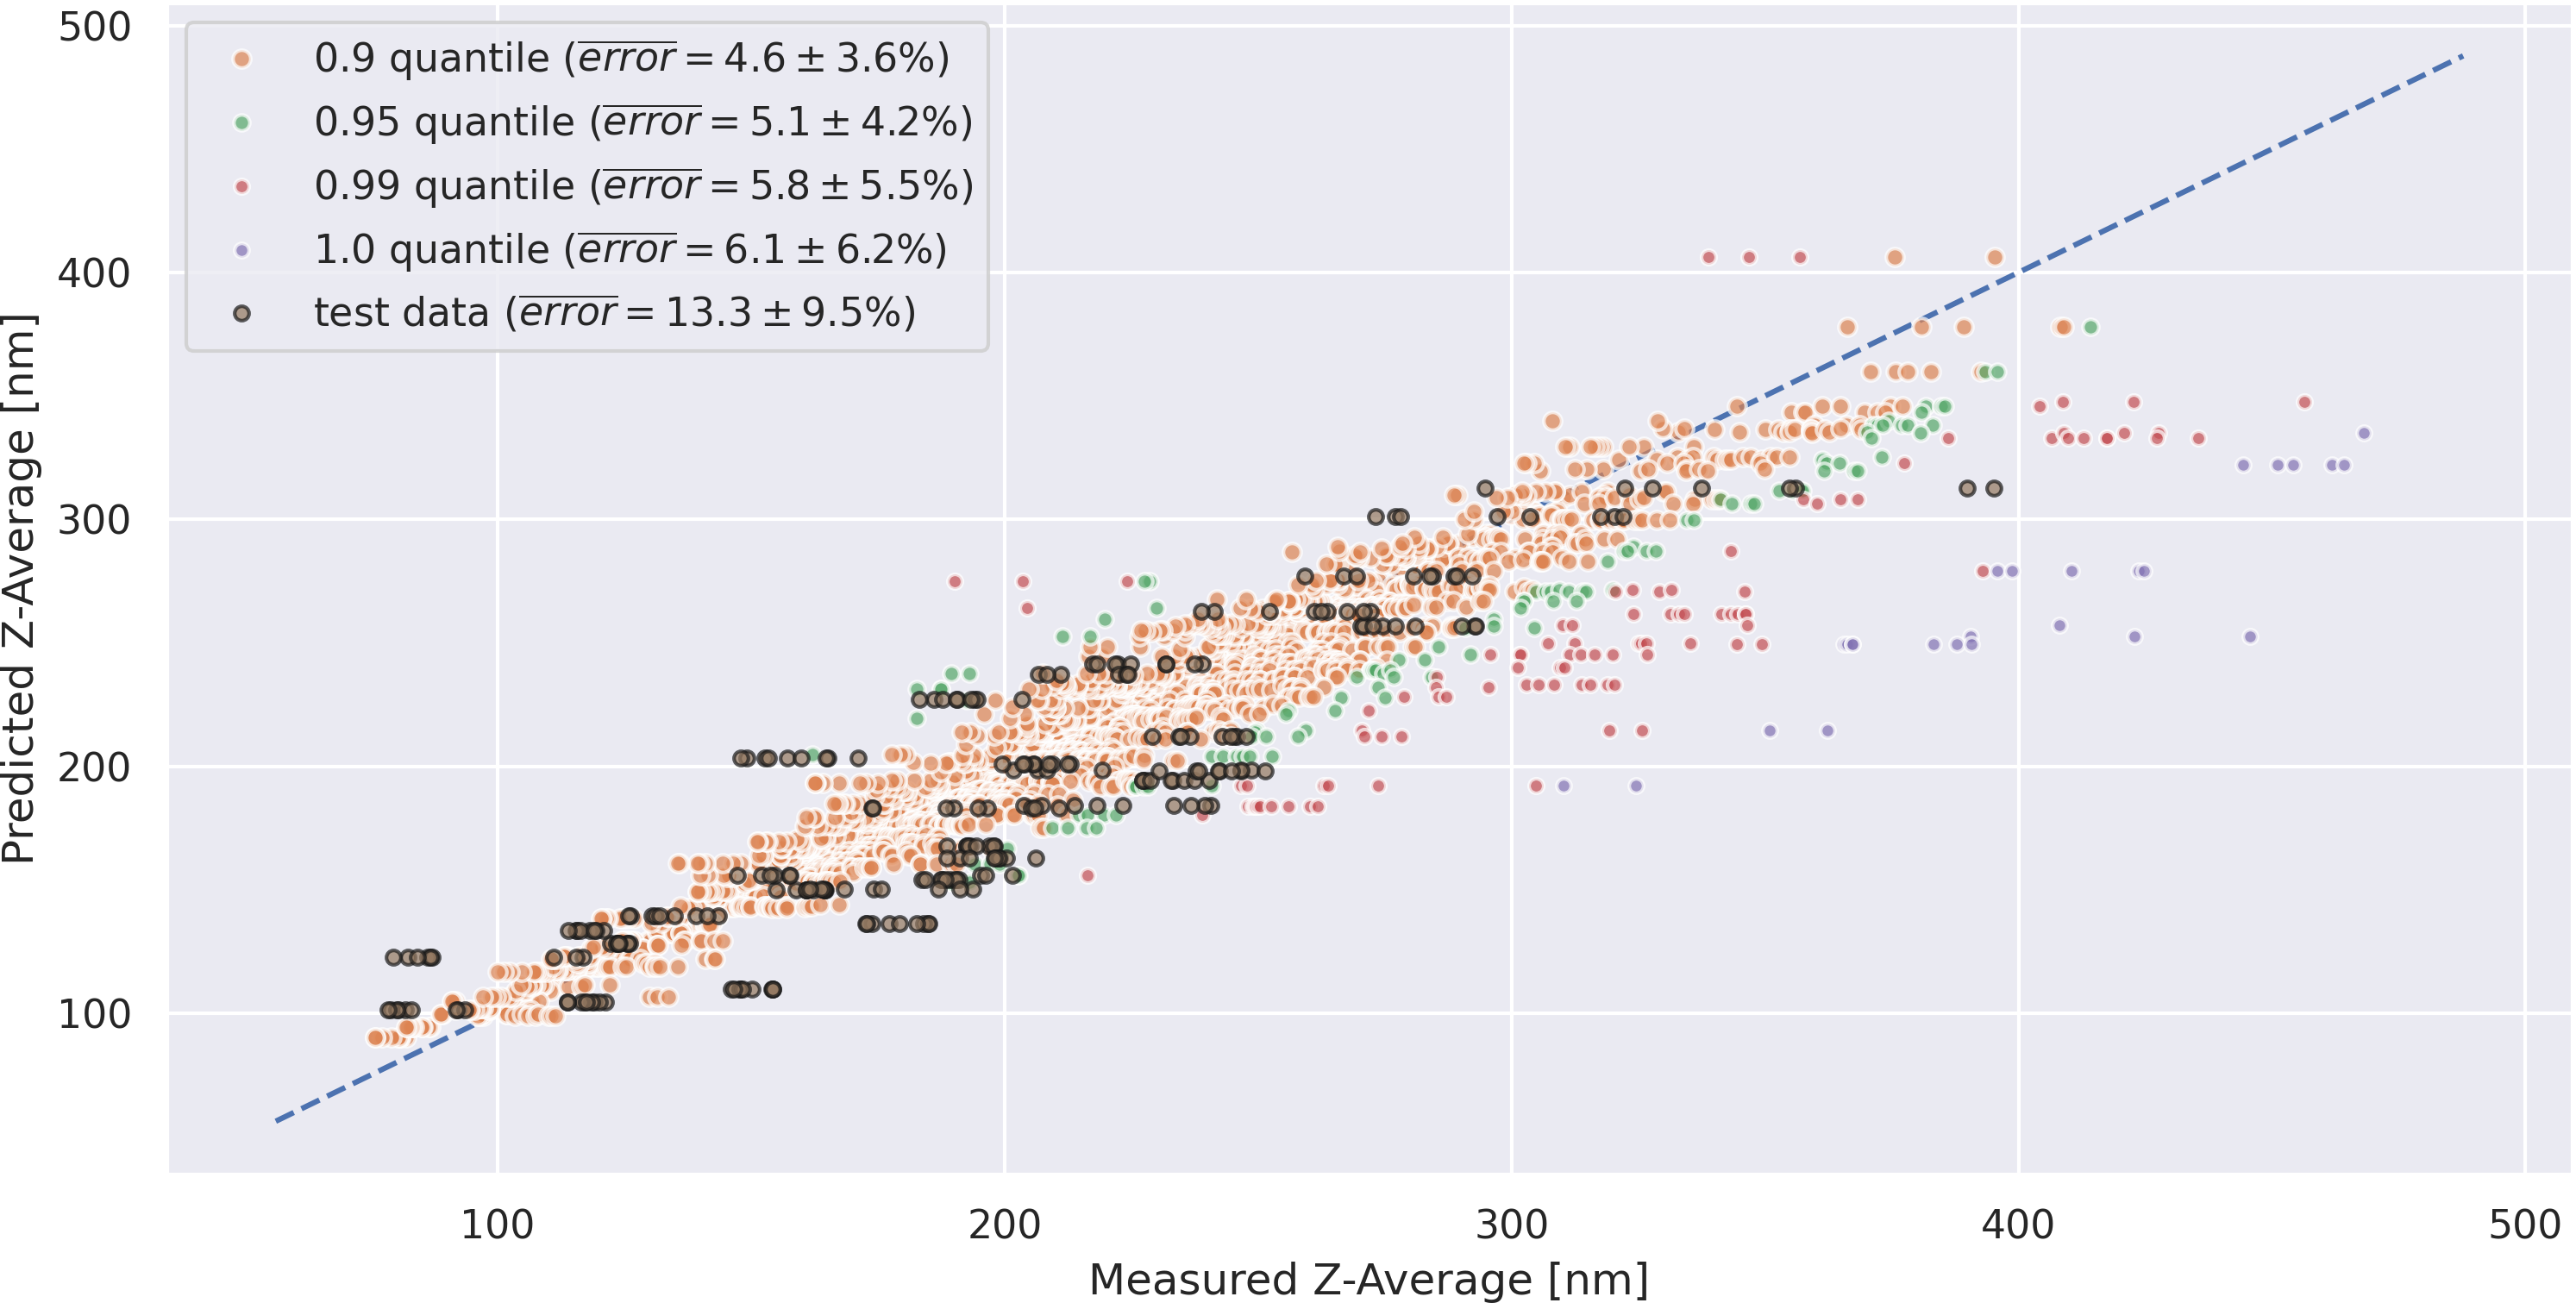 0.9 quantile (error = 4.6 ± 3.6%)
0.95 quantile (error = 5.1 ± 4.2%)
0.99 quantile (error = 5.8 ± 5.5%)
1.0 quantile (error = 6.1 ± 6.2%)
test data (error = 13.3 ± 9.5%)
Predicted Z-Average [nm]
500
400
300
200
100
100 200 300 400 500
Measured Z-Average [nm]